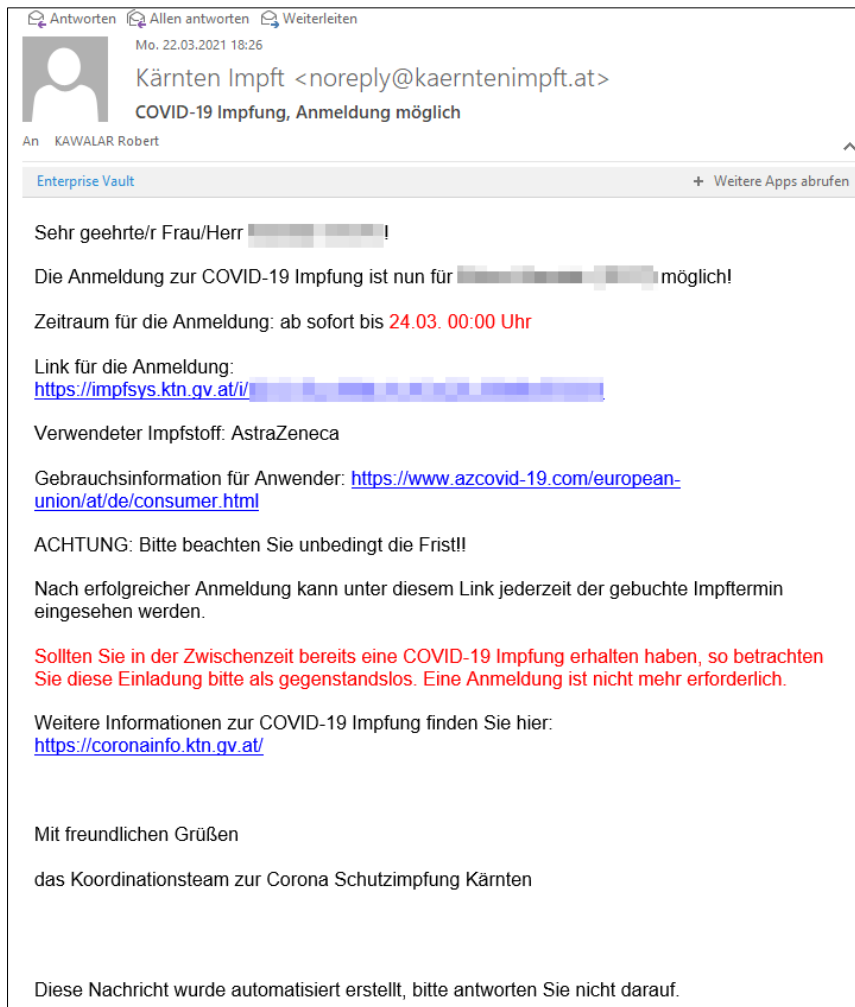 Antworten Allen antworten Weiterleiten
Mo. 22.03.2021 18:26
Kärnten Impft <noreply@kaerntenimpft.at>
COVID-19 Impfung, Anmeldung möglich
An KAWALAR Robert
Enterprise Vault + Weitere Apps abrufen
Sehr geehrte/r Frau/Herr !
Die Anmeldung zur COVID-19 Impfung ist nun für möglich!
Zeitraum für die Anmeldung: ab sofort bis 24.03. 00:00 Uhr
Link für die Anmeldung:
https://impfsys.ktn.gv.at/i/
Verwendeter Impfstoff: AstraZeneca
Gebrauchsinformation für Anwender: https://www.azcovid-19.com/european-
union/at/de/consumer.html
ACHTUNG: Bitte beachten Sie unbedingt die Frist!!
Nach erfolgreicher Anmeldung kann unter diesem Link jederzeit der gebuchte Impftermin
eingesehen werden.
Sollten Sie in der Zwischenzeit bereits eine COVID-19 Impfung erhalten haben, so betrachten
Sie diese Einladung bitte als gegenstandslos. Eine Anmeldung ist nicht mehr erforderlich.
Weitere Informationen zur COVID-19 Impfung finden Sie hier:
https://coronainfo.ktn.gv.at/
Mit freundlichen Grüßen
das Koordinationsteam zur Corona Schutzimpfung Kärnten
Diese Nachricht wurde automatisiert erstellt, bitte antworten Sie nicht darauf.